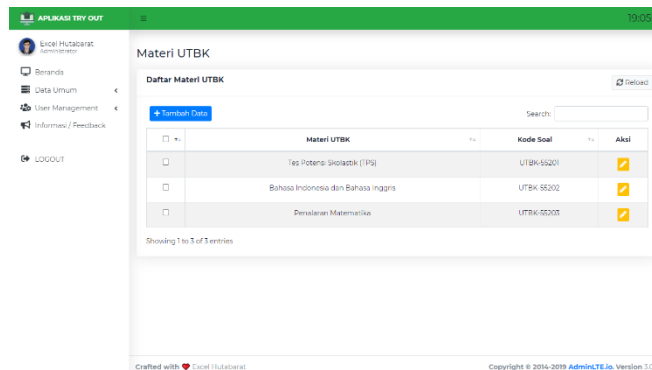 APLIKASI TRY OUT
19:05
Excel Hutabarat
Administrator
Beranda
Data Umum
User Management
Informasi / Feedback
LOGOUT
Materi UTBK
Daftar Materi UTBK
Reload
+ Tambah Data
Search:
Materi UTBK Kode Soal Aksi
Tes Potensi Skolastik (TPS) UTBK-55201
Bahasa Indonesia dan Bahasa Inggris UTBK-55202
Penalaran Matematika UTBK-55203
Showing 1 to 3 of 3 entries
Crafted with ❤ Excel Hutabarat
Copyright © 2014-2019 AdminLTE.io. Version 3.0